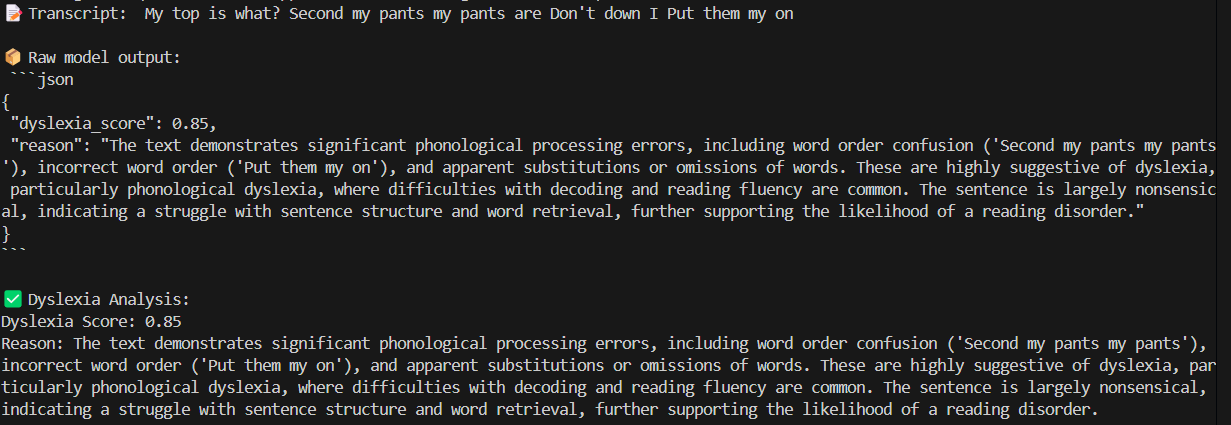 📝 Transcript:  My top is what? Second my pants my pants are Don't down I Put them my on
📦 Raw model output:
```json
{
"dyslexia_score": 0.85,
"reason": "The text demonstrates significant phonological processing errors, including word order confusion ('Second my pants my pants
'), incorrect word order ('Put them my on'), and apparent substitutions or omissions of words. These are highly suggestive of dyslexia,
particularly phonological dyslexia, where difficulties with decoding and reading fluency are common. The sentence is largely nonsensic
al, indicating a struggle with sentence structure and word retrieval, further supporting the likelihood of a reading disorder."
}
```
✅ Dyslexia Analysis:
Dyslexia Score: 0.85
Reason: The text demonstrates significant phonological processing errors, including word order confusion ('Second my pants my pants'),
incorrect word order ('Put them my on'), and apparent substitutions or omissions of words. These are highly suggestive of dyslexia, par
ticularly phonological dyslexia, where difficulties with decoding and reading fluency are common. The sentence is largely nonsensical,
indicating a struggle with sentence structure and word retrieval, further supporting the likelihood of a reading disorder.